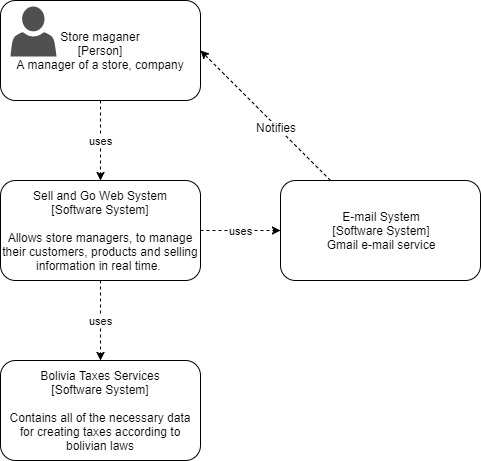 Store maganer
[Person]
A manager of a store, company
uses
Notifies
Sell and Go Web System
[Software System]
Allows store managers, to manage
their customers, products and selling
information in real time.
uses
E-mail System
[Software System]
Gmail e-mail service
uses
Bolivia Taxes Services
[Software System]
Contains all of the necessary data
for creating taxes according to
bolivian laws